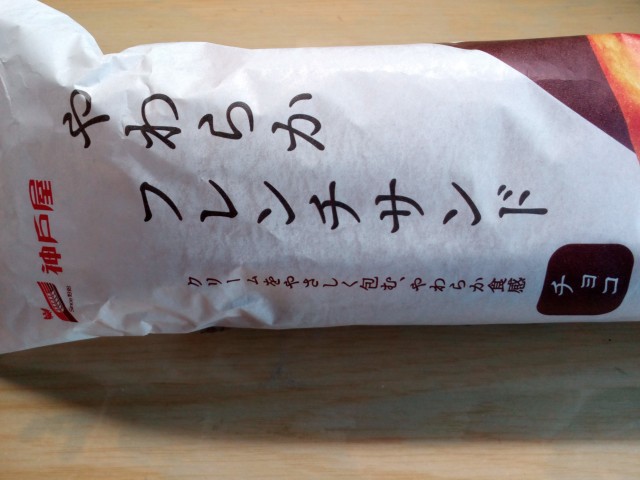 やわらか
フレンチサンド
クリームをやさしく包む、やわらか食感
チョコ
神戸屋